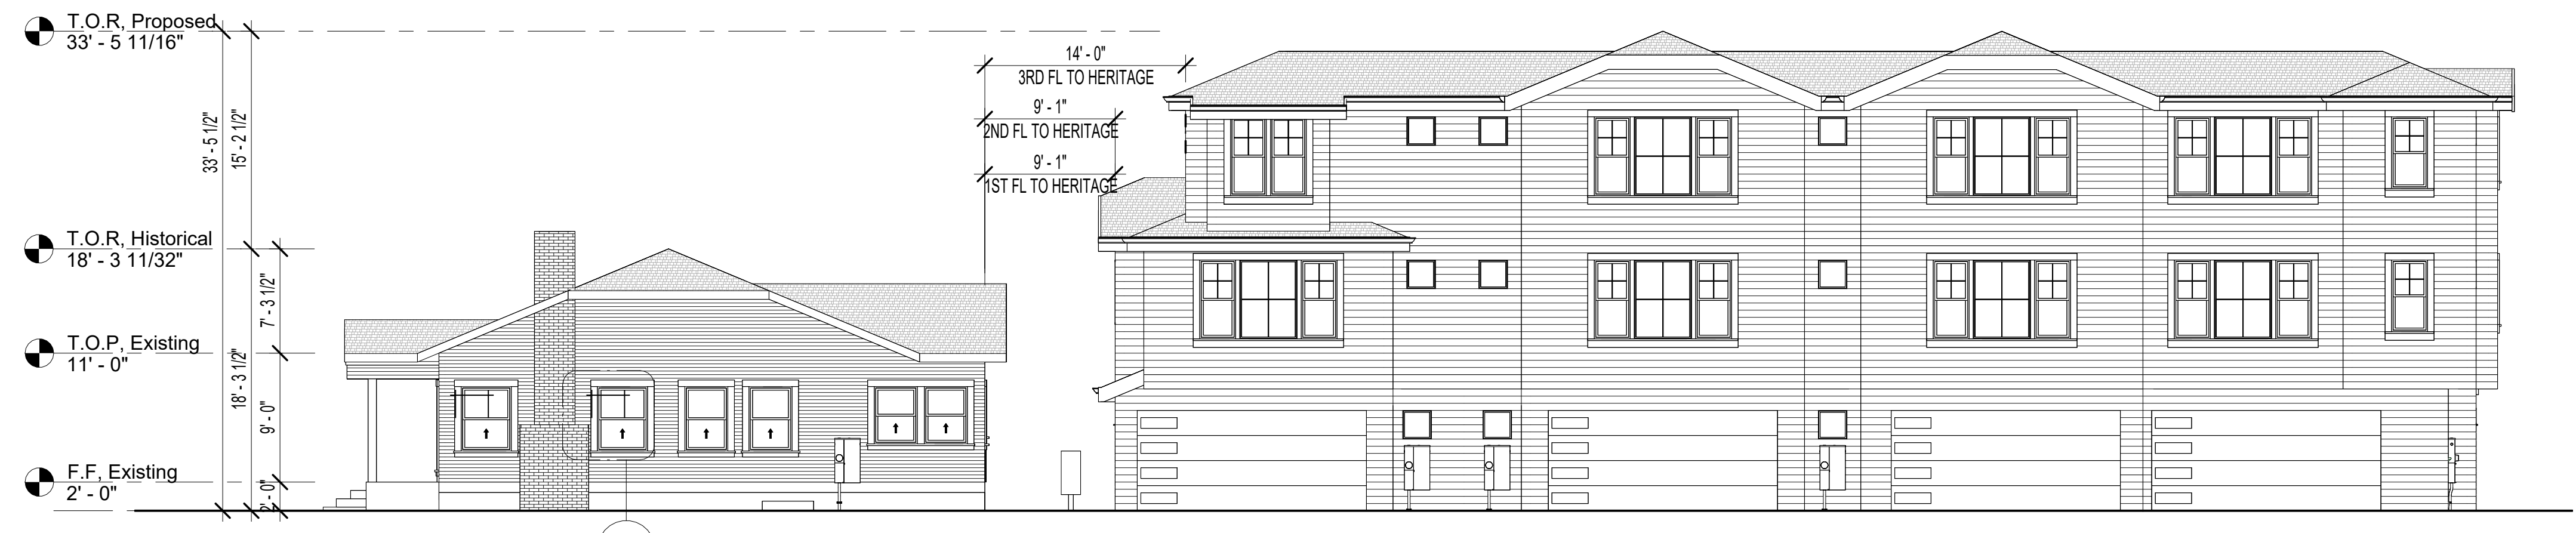 T.O.R, Proposed
33' - 5 11/16"
14' - 0"
3RD FL TO HERITAGE
9' - 1"
2ND FL TO HERITAGE
9' - 1"
1ST FL TO HERITAGE
33' - 5 1/2"
15' - 2 1/2"
T.O.R, Historical
18' - 3 11/32"
7' - 3 1/2"
T.O.P, Existing
11' - 0"
18' - 3 1/2"
9' - 0"
F.F, Existing
2' - 0"
2' - 0"